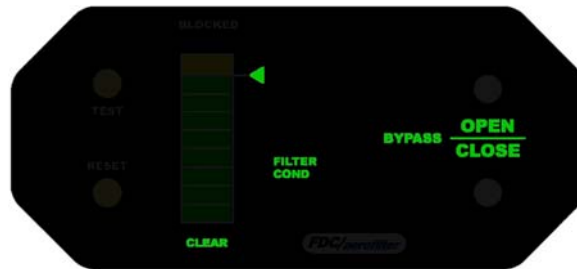 BLOCKED
TEST
RESET
FILTER
COND
CLEAR
BYPASS
OPEN
CLOSE
FDC/aerofilter